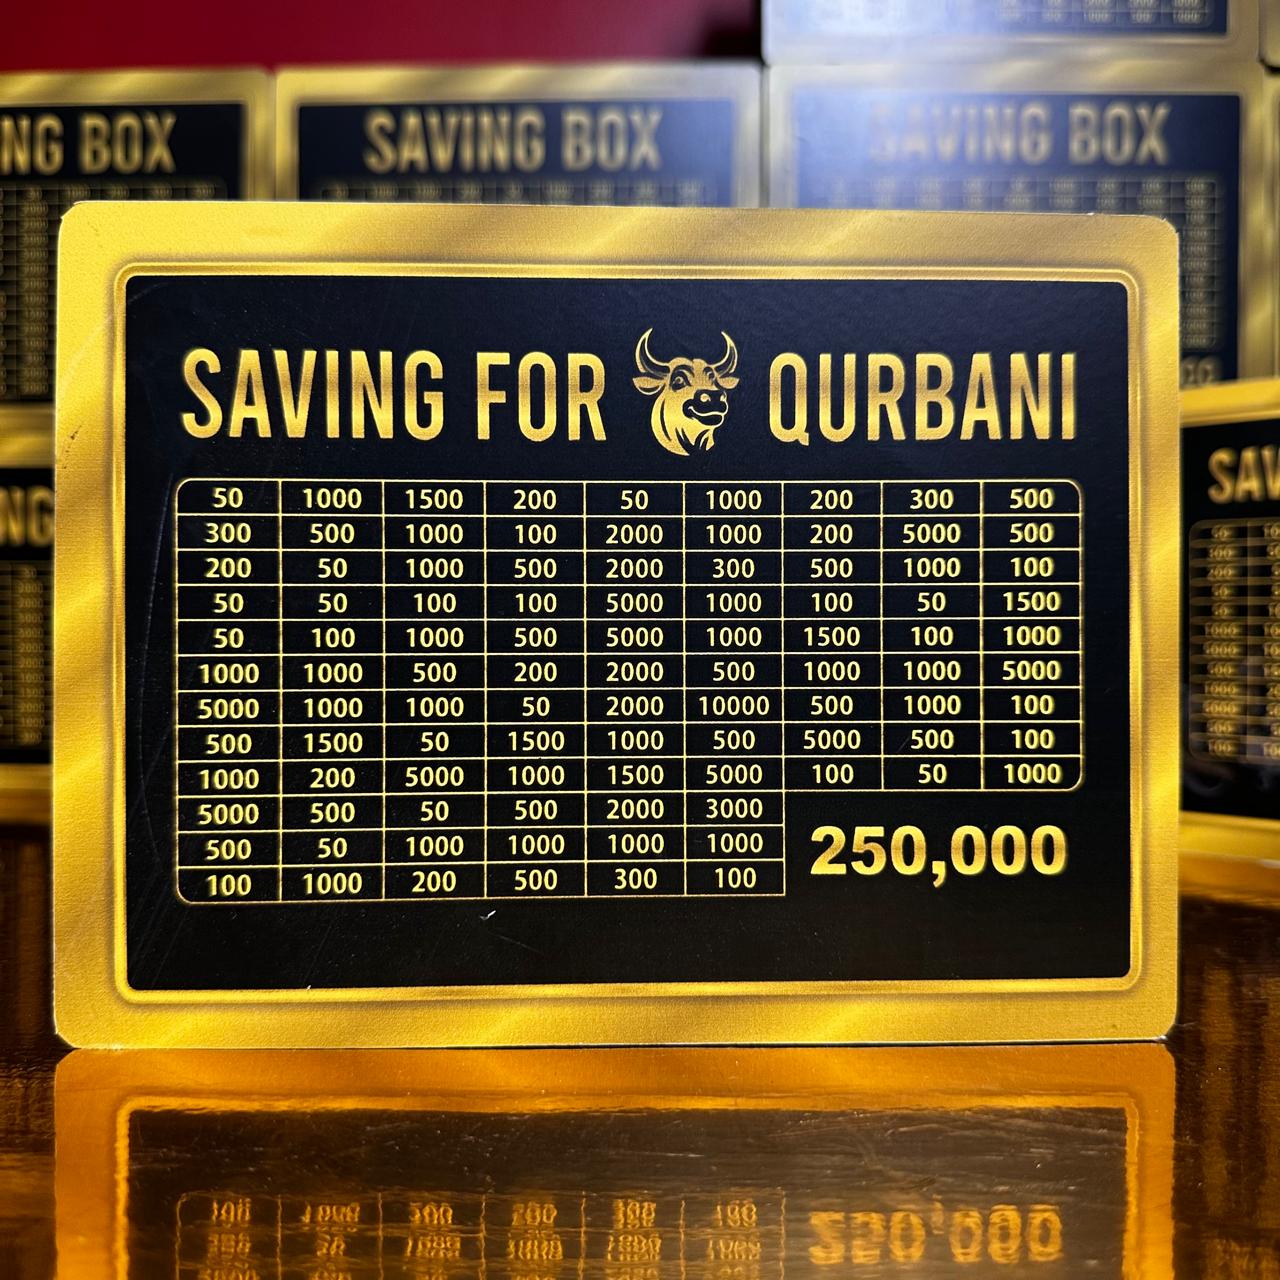 NG BOX
SAVING BOX
SAVING BOX
SAVING FOR QURBANI
50 1000 1500 200 50 1000 200 300 500
300 500 1000 100 2000 1000 200 5000 500
200 50 1000 500 2000 300 500 1000 100
50 50 100 100 5000 1000 100 50 1500
50 100 1000 500 5000 1000 1500 100 1000
1000 1000 500 200 2000 500 1000 1000 5000
5000 1000 1000 50 2000 10000 500 1000 100
500 1500 50 1500 1000 500 5000 500 100
1000 200 5000 1000 1500 5000 100 50 1000
5000 500 50 500 2000 3000
500 50 1000 1000 1000 1000
100 1000 200 500 300 100
250,000
NG
SAV